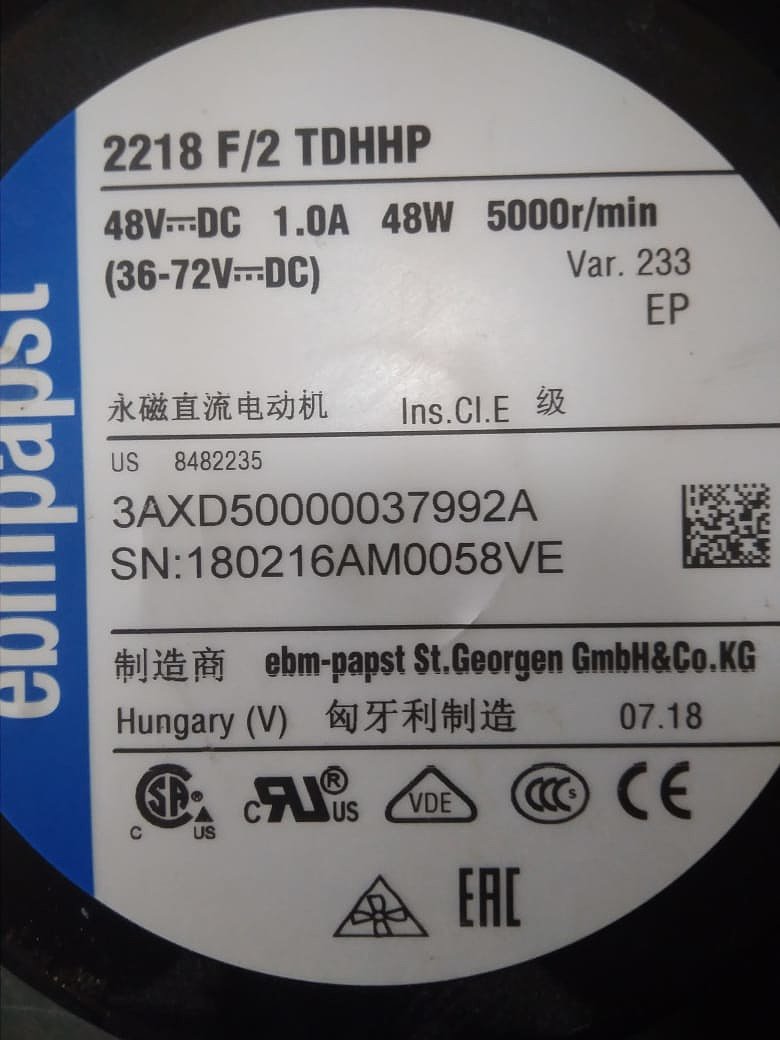 ebmpapst
2218 F/2 TDHHP
48V⎓DC 1.0A 48W 5000r/min
(36-72V⎓DC) Var. 233
EP
永磁直流电动机 Ins.Cl.E 级
US 8482235
3AXD50000037992A
SN:180216AM0058VE
制造商 ebm-papst St.Georgen GmbH&Co.KG
Hungary (V) 匈牙利制造 07.18
C SA® US C RU® US VDE CCC S CE
EAC